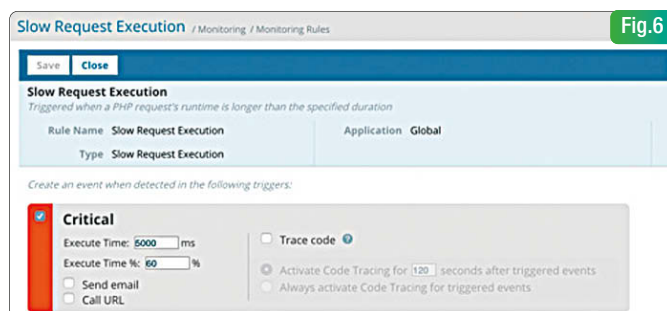 Slow Request Execution / Monitoring / Monitoring Rules
Fig.6
Save Close
Slow Request Execution
Triggered when a PHP request's runtime is longer than the specified duration
Rule Name Slow Request Execution Application Global
Type Slow Request Execution
Create an event when detected in the following triggers:
Critical
Execute Time: 5000 ms
Trace code ?
Execute Time %: 60 %
Activate Code Tracing for 120 seconds after triggered events
Send email
Always activate Code Tracing for triggered events
Call URL